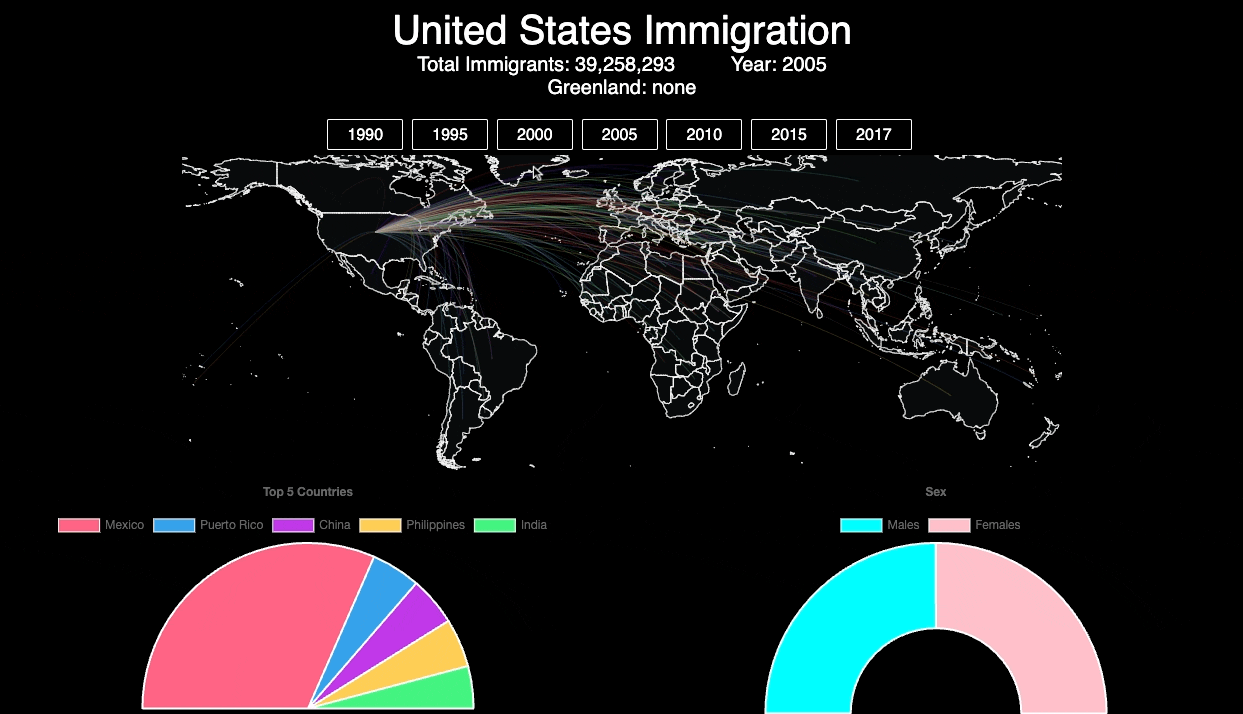 United States Immigration
Total Immigrants: 39,258,293 Year: 2005
Greenland: none
1990 1995 2000 2005 2010 2015 2017
Top 5 Countries
Mexico Puerto Rico China Philippines India
Sex
Males Females